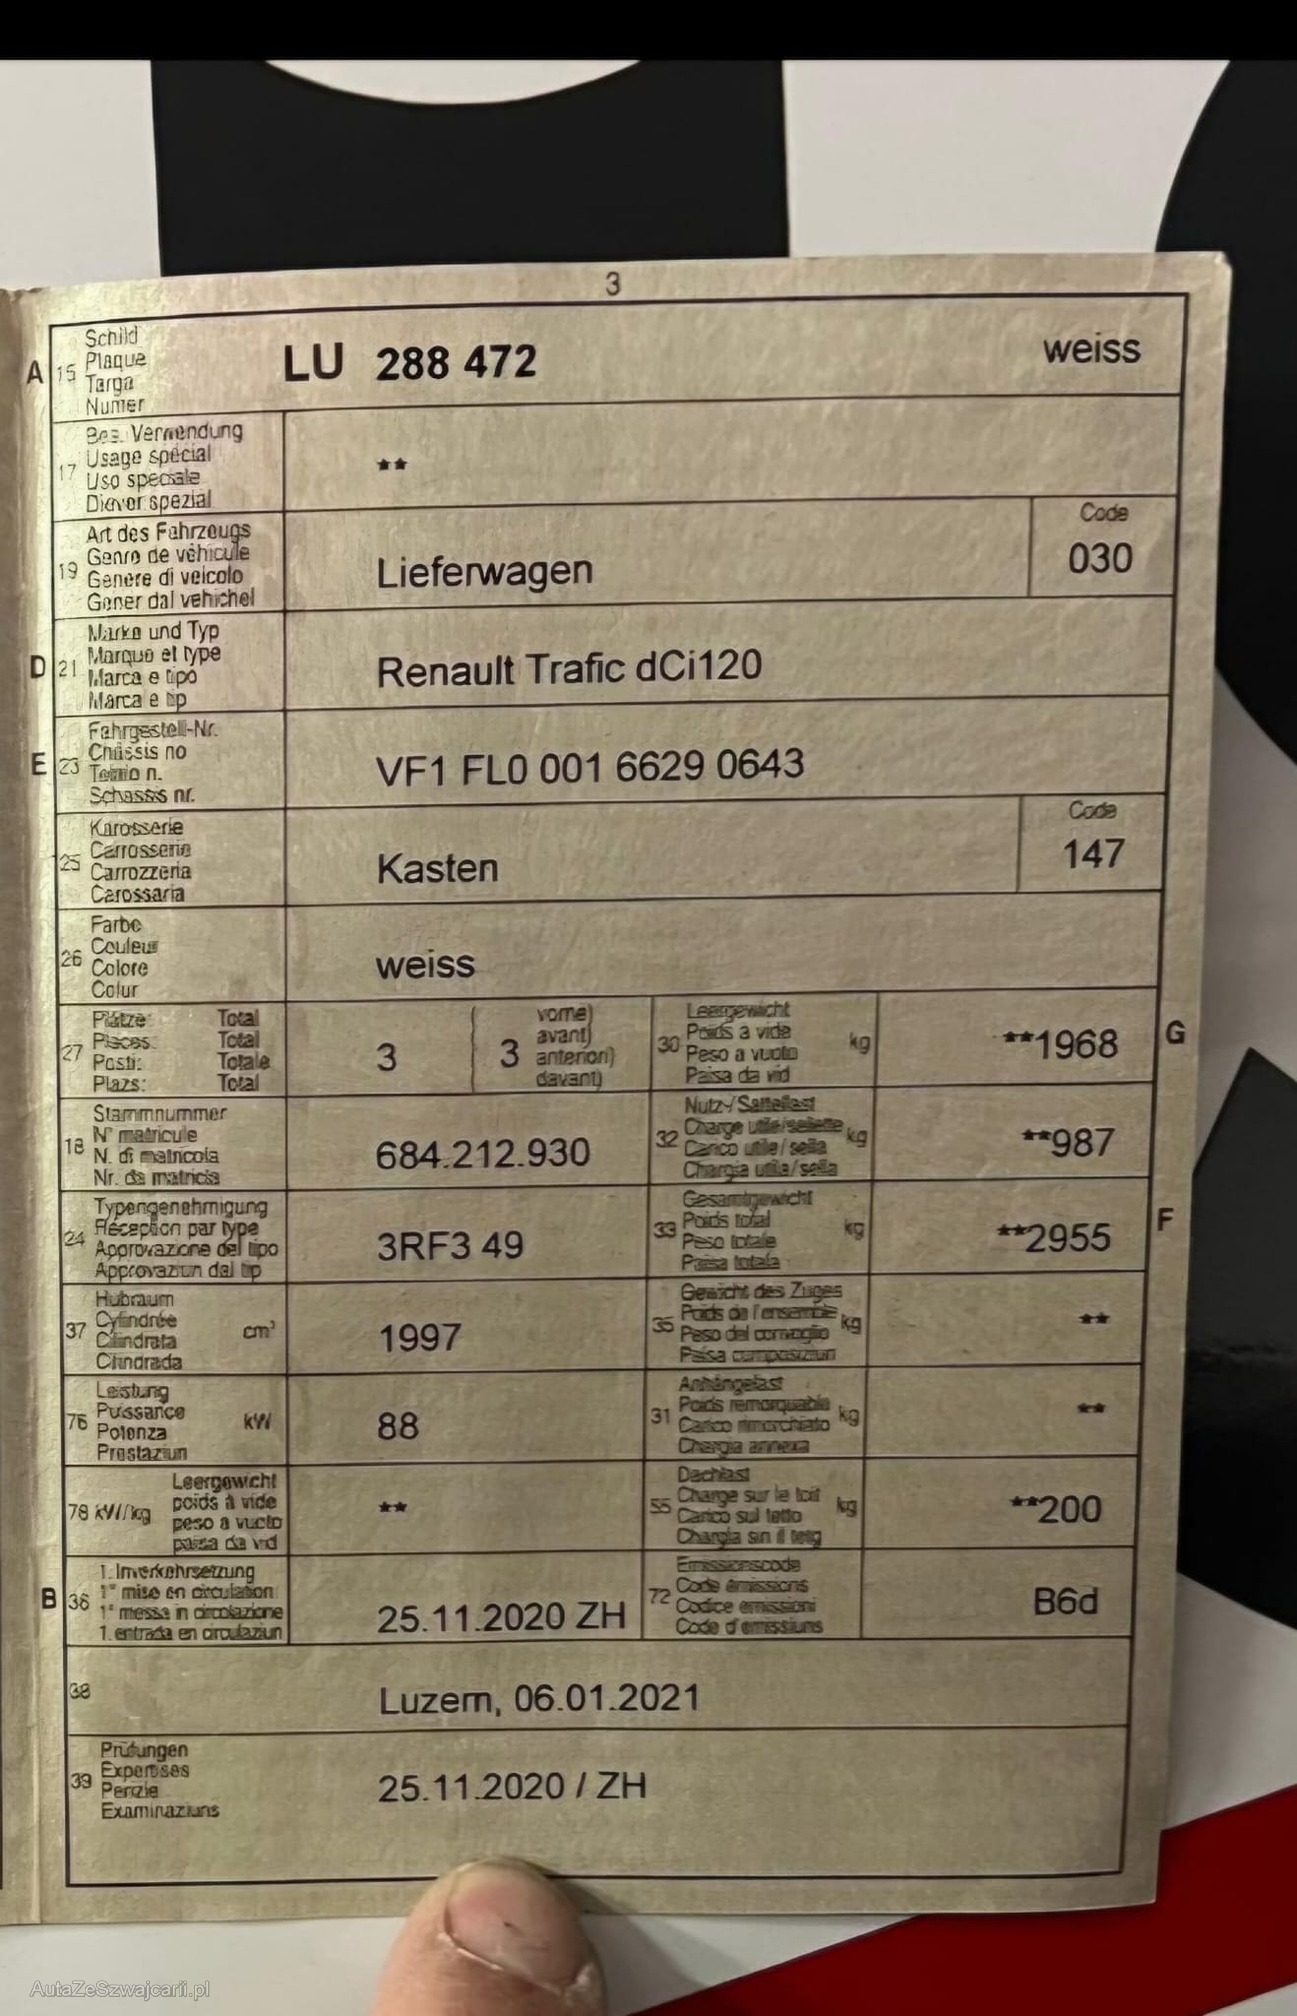 3
A 15 Schild LU 288 472 weiss
Plaque
Targa
Numer
17 Bes. Verwendung **
Usage spécial
Uso speciale
Diever spezial
19 Art des Fahrzeugs Lieferwagen Code 030
Genre de véhicule
Genere di veicolo
Gener dal vehichel
D 21 Marke und Typ Renault Trafic dCi120
Marque et type
Marca e tipo
Marca e tip
E 23 Fahrgestell-Nr. VF1 FL0 001 6629 0643
Châssis no
Telaio n.
Schassis nr.
25 Karosserie Kasten Code 147
Carrosserie
Carrozzeria
Carossaria
26 Farbe weiss
Couleur
Colore
Colur
27 Plätze: Total 3 ( 3 vorne)
Places: Total avant)
Posti: Totale anteriori)
Plazs: Total davant)
30 Leergewicht kg **1968 G
Poids à vide
Peso a vuoto
Paisa da vid
18 Stammnummer 684.212.930
N° matricule
N. di matricola
Nr. da matricla
32 Nutz-/Sattellast kg **987
Charge utile/sellette
Carico utile/sella
Chargia utila/sella
24 Typengenehmigung 3RF3 49
Réception par type
Approvazione del tipo
Approvaziun dal tip
33 Gesamtgewicht kg **2955 F
Poids total
Peso totale
Paisa totala
37 Hubraum cm³ 1997
Cylindrée
Cilindrata
Cilindrada
35 Gewicht des Zuges kg **
Poids de l'ensemble
Peso del convoglio
Paisa cumposiziun
76 Leistung kW 88
Puissance
Potenza
Prestaziun
31 Anhängelast kg **
Poids remorquable
Carico rimorchiato
Chargia annexa
78 kW/kg Leergewicht **
poids à vide
peso a vuoto
paisa da vid
55 Dachlast kg **200
Charge sur le toit
Carico sul tetto
Chargia sin il tetg
B 36 1. Inverkehrsetzung 25.11.2020 ZH
1ʳᵉ mise en circulation
1ª messa in circolazione
1. entrada en circulaziun
72 Emissionscode B6d
Code émissions
Codice emissioni
Code d'emissiuns
38 Luzern, 06.01.2021
39 Prüfungen 25.11.2020 / ZH
Expertises
Perizie
Examinaziuns
AutaZeSzwajcarii.pl